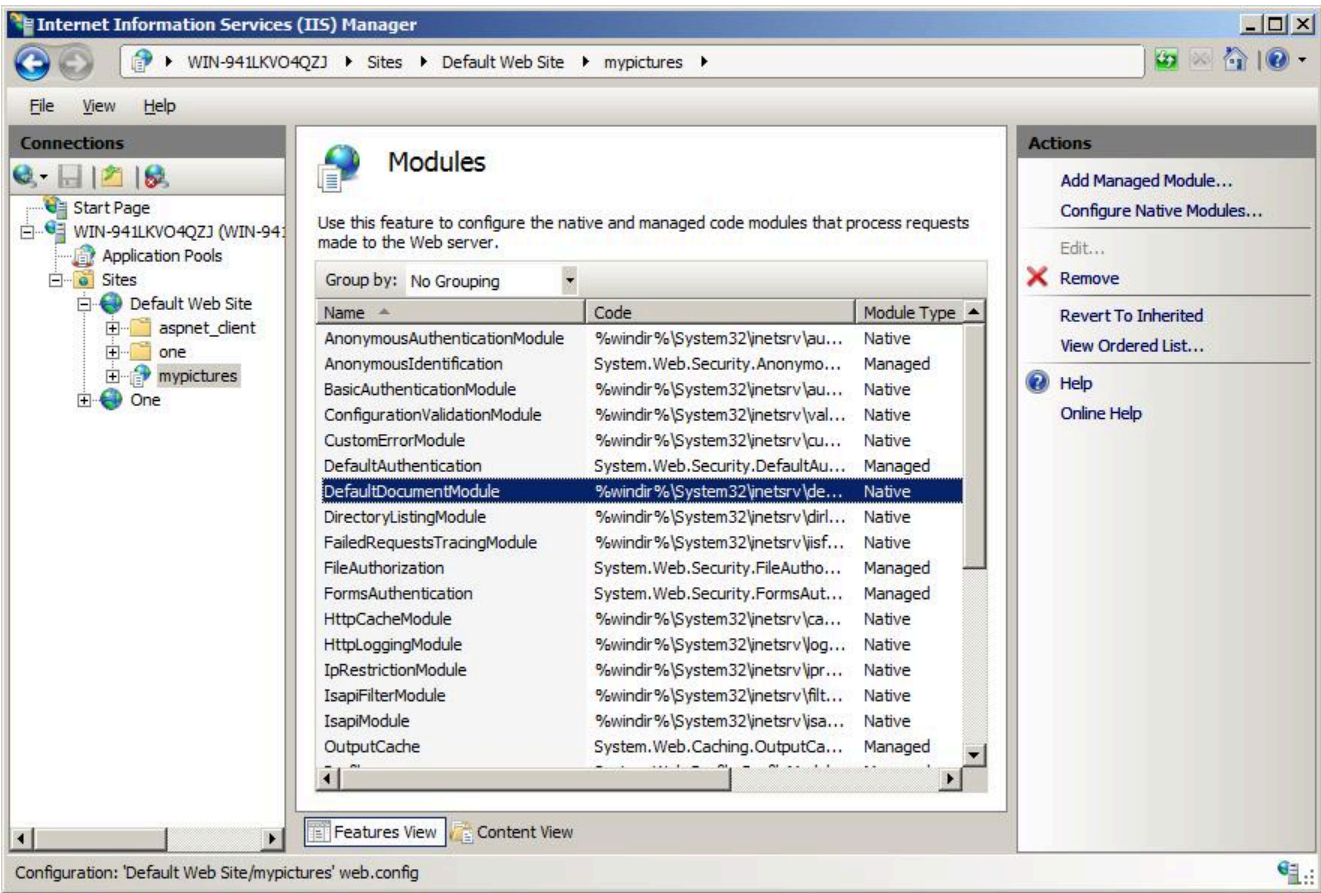 Internet Information Services (IIS) Manager
WIN-941LKVO4QZJ Sites Default Web Site mypictures
File View Help
Connections
Start Page
WIN-941LKVO4QZJ (WIN-941
Application Pools
Sites
Default Web Site
aspnet_client
one
mypictures
One
Modules
Use this feature to configure the native and managed code modules that process requests
made to the Web server.
Group by: No Grouping
Name Code Module Type
AnonymousAuthenticationModule %windir%\System32\inetsrv\au... Native
AnonymousIdentification System.Web.Security.Anonymo... Managed
BasicAuthenticationModule %windir%\System32\inetsrv\au... Native
ConfigurationValidationModule %windir%\System32\inetsrv\val... Native
CustomErrorModule %windir%\System32\inetsrv\cu... Native
DefaultAuthentication System.Web.Security.DefaultAu... Managed
DefaultDocumentModule %windir%\System32\inetsrv\de... Native
DirectoryListingModule %windir%\System32\inetsrv\dirl... Native
FailedRequestsTracingModule %windir%\System32\inetsrv\iisf... Native
FileAuthorization System.Web.Security.FileAutho... Managed
FormsAuthentication System.Web.Security.FormsAut... Managed
HttpCacheModule %windir%\System32\inetsrv\ca... Native
HttpLoggingModule %windir%\System32\inetsrv\log... Native
IpRestrictionModule %windir%\System32\inetsrv\ipr... Native
IsapiFilterModule %windir%\System32\inetsrv\filt... Native
IsapiModule %windir%\System32\inetsrv\isa... Native
OutputCache System.Web.Caching.OutputCa... Managed
Features View Content View
Actions
Add Managed Module...
Configure Native Modules...
Edit...
Remove
Revert To Inherited
View Ordered List...
Help
Online Help
Configuration: 'Default Web Site/mypictures' web.config